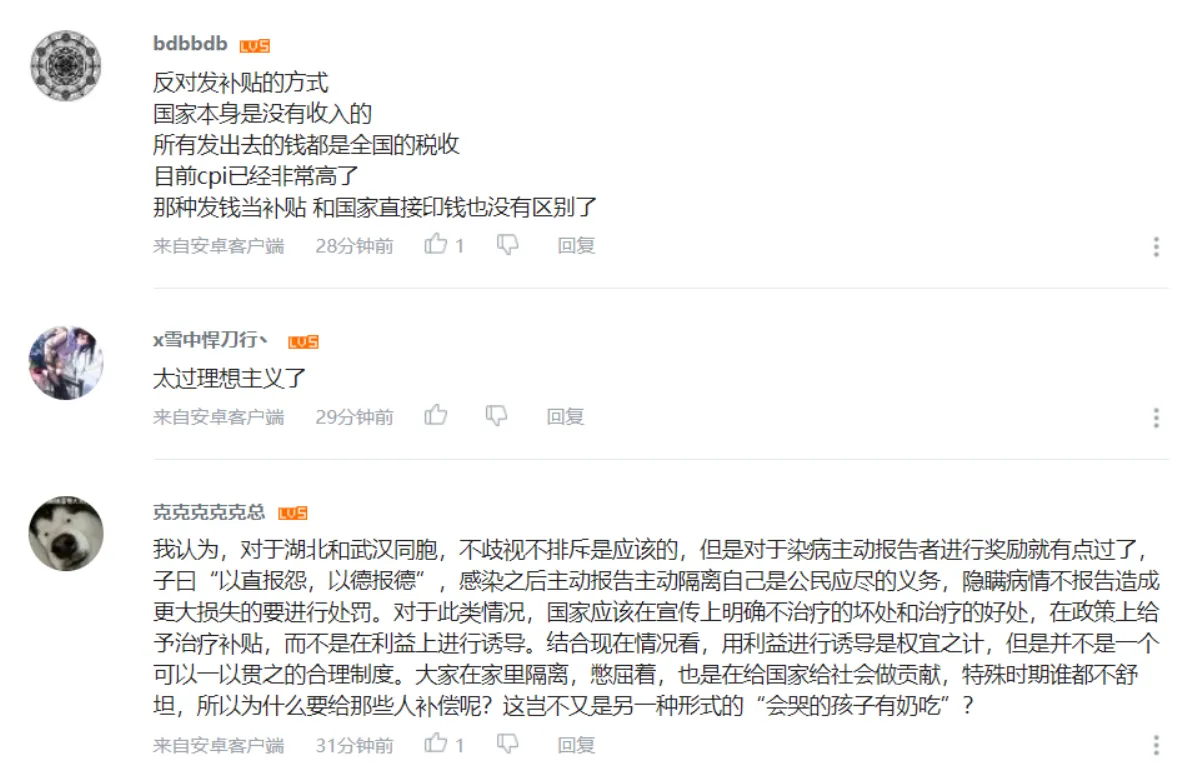 bdbbdb LV5
反对发补贴的方式
国家本身是没有收入的
所有发出去的钱都是全国的税收
目前cpi已经非常高了
那种发钱当补贴 和国家直接印钱也没有区别了
来自安卓客户端 28分钟前 1 回复
x雪中悍刀行丶 LV5
太过理想主义了
来自安卓客户端 29分钟前 回复
克克克克克总 LV5
我认为，对于湖北和武汉同胞，不歧视不排斥是应该的，但是对于染病主动报告者进行奖励就有点过了，
子曰“以直报怨，以德报德”，感染之后主动报告主动隔离自己是公民应尽的义务，隐瞒病情不报告造成
更大损失的要进行处罚。对于此类情况，国家应该在宣传上明确不治疗的坏处和治疗的好处，在政策上给
予治疗补贴，而不是在利益上进行诱导。结合现在情况看，用利益进行诱导是权宜之计，但是并不是一个
可以一以贯之的合理制度。大家在家里隔离，憋屈着，也是在给国家给社会做贡献，特殊时期谁都不舒
坦，所以为什么要给那些人补偿呢？这岂不又是另一种形式的“会哭的孩子有奶吃”？
来自安卓客户端 31分钟前 1 回复